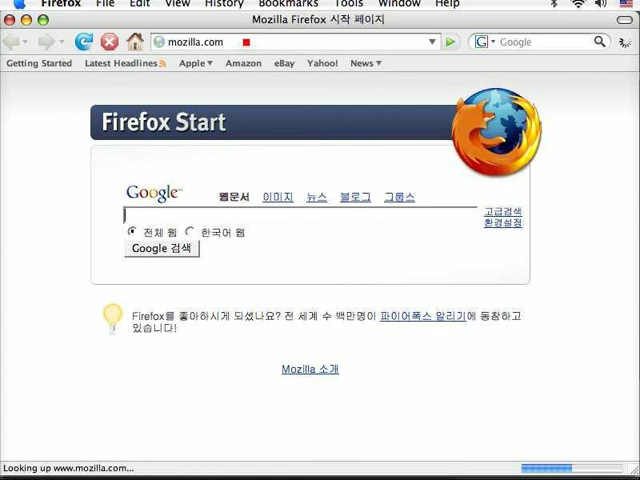 Firefox File Edit View History Bookmarks Tools Window Help
Mozilla Firefox 시작 페이지
mozilla.com
Google
Getting Started Latest Headlines Apple Amazon eBay Yahoo! News
Firefox Start
Google™ 웹문서 이미지 뉴스 블로그 그룹스
고급검색
환경설정
전체 웹 한국어 웹
Google 검색
Firefox를 좋아하시게 되셨나요? 전 세계 수 백만명이 파이어폭스 알리기에 동참하고
있습니다!
Mozilla 소개
Looking up www.mozilla.com...